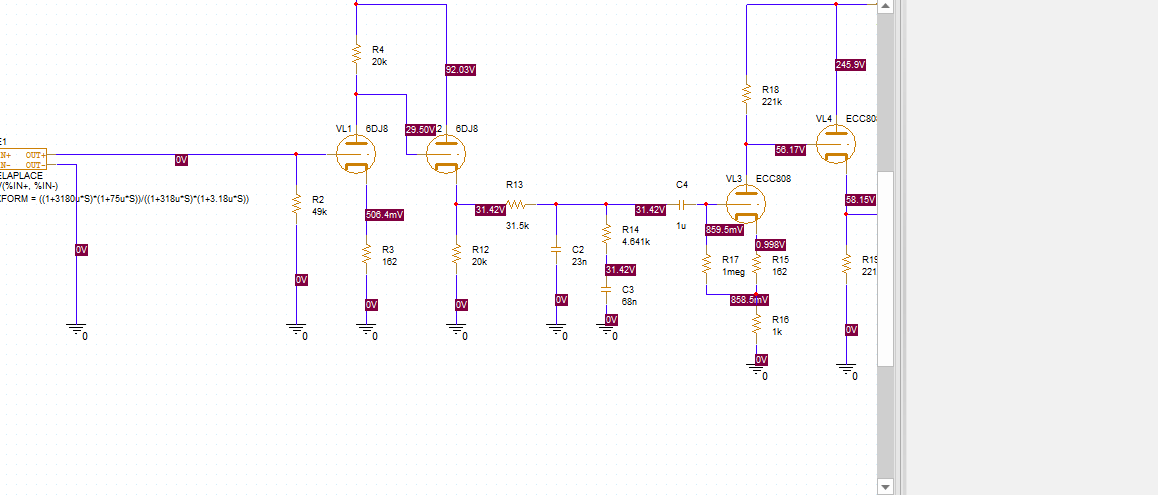 R4
20k
92.03V
R18
221k
245.9V
VL1 6DJ8
29.50V
2 6DJ8
VL4 ECC80
56.17V
E1
IN+ OUT+
IN- OUT-
ELAPLACE
V(%IN+, %IN-)
XFORM = ((1+3180u*S)*(1+75u*S))/((1+318u*S)*(1+3.18u*S))
0V
R2
49k
506.4mV
R3
162
0V
0V
0V
0
0
0
R13
31.42V
31.5k
R12
20k
0V
0
C2
23n
0V
0
31.42V
R14
4.641k
31.42V
C3
68n
0V
0
C4
1u
VL3 ECC808
859.5mV
0.998V
R17
1meg
R15
162
858.5mV
R16
1k
0V
0
58.15V
R19
221
0V
0